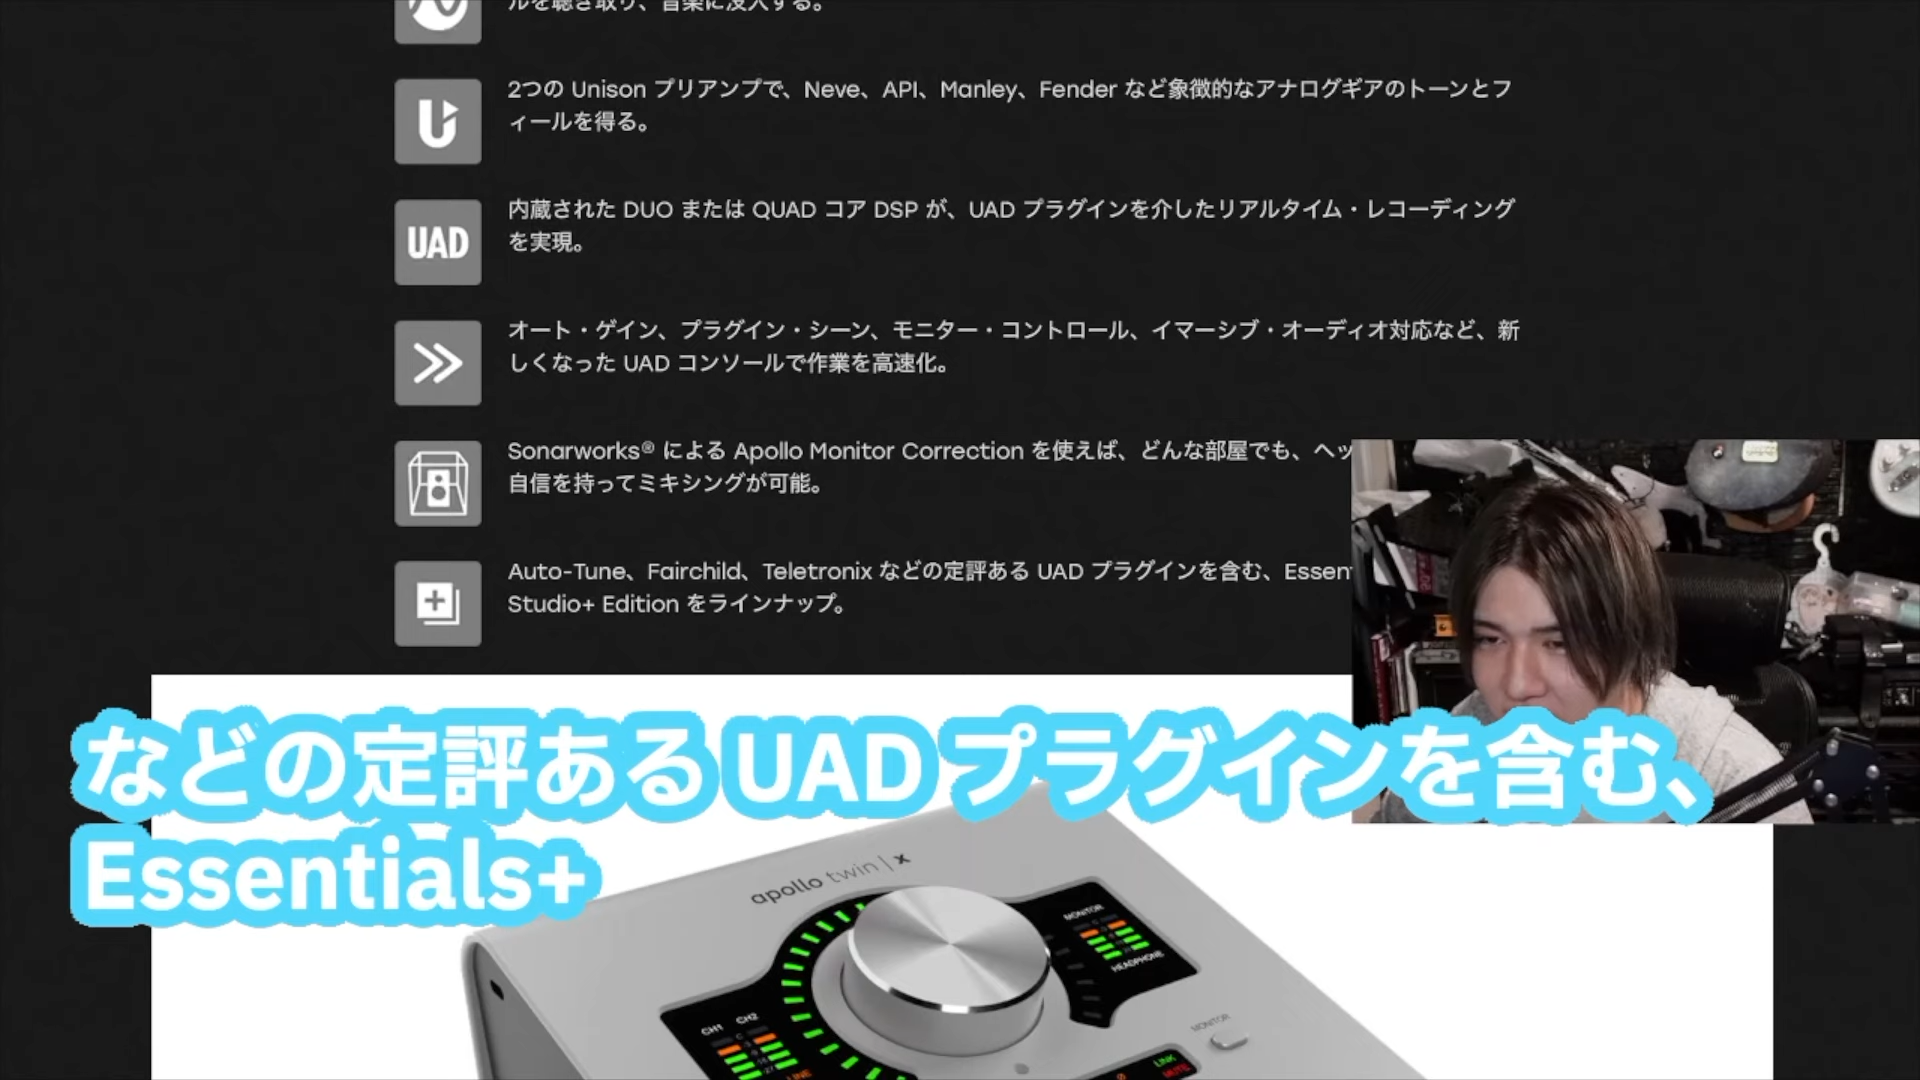 ルを聴き取り、音楽に没入する。
2つの Unison プリアンプで、Neve、API、Manley、Fender など象徴的なアナログギアのトーンとフ
ィールを得る。
内蔵された DUO または QUAD コア DSP が、UAD プラグインを介したリアルタイム・レコーディング
UAD
を実現。
オート・ゲイン、プラグイン・シーン、モニター・コントロール、イマーシブ・オーディオ対応など、新
しくなった UAD コンソールで作業を高速化。
Sonarworks® による Apollo Monitor Correction を使えば、どんな部屋でも、ヘッ
自信を持ってミキシングが可能。
Auto-Tune、Fairchild、Teletronix などの定評ある UAD プラグインを含む、Essen
Studio+ Edition をラインナップ。
などの定評ある UAD プラグインを含む、
Essentials+
apollo twin | x
MONITOR
HEADPHONE
CH1 CH2
LINE
MONITOR
LINK
MUTE